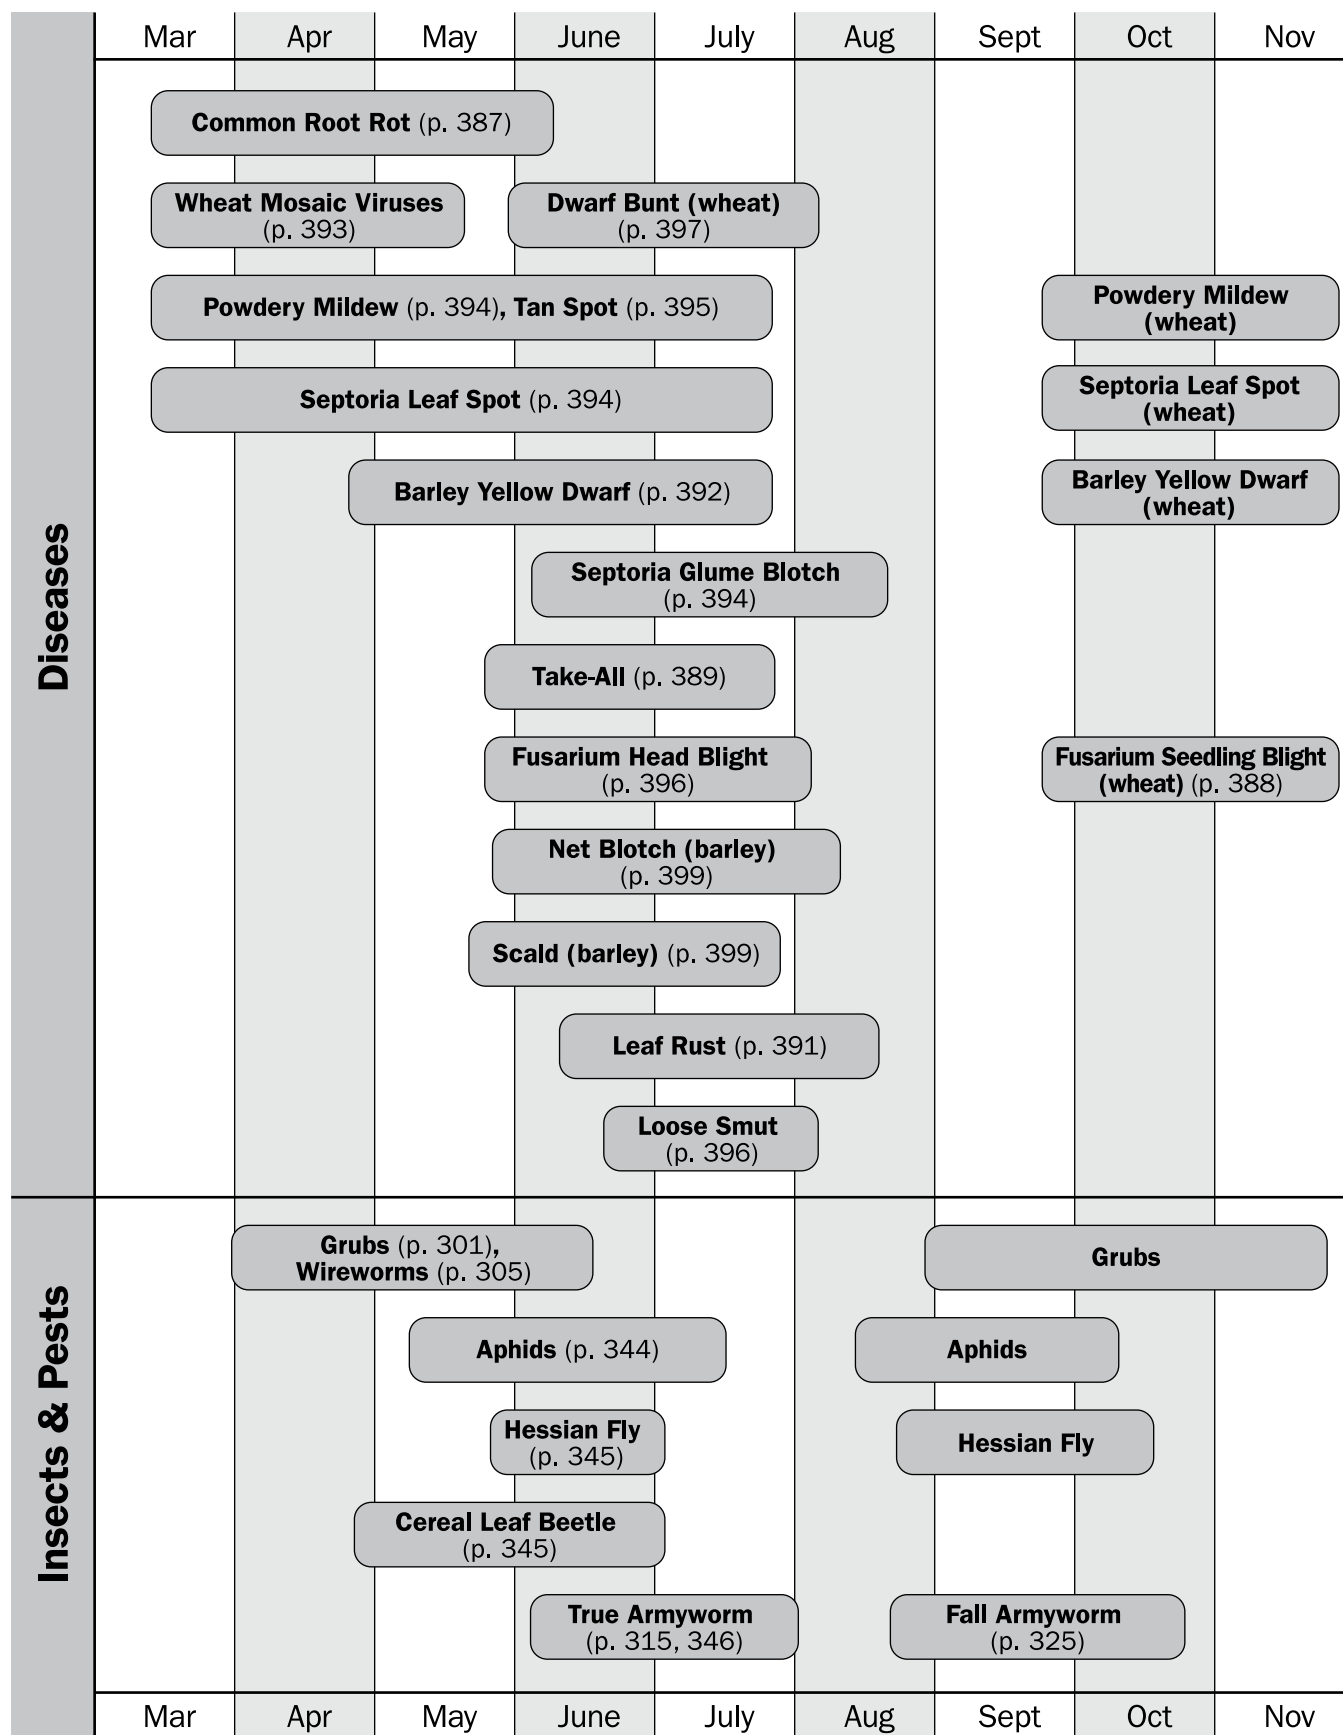 Mar Apr May June July Aug Sept Oct Nov
Diseases
Common Root Rot (p. 387)
Wheat Mosaic Viruses
(p. 393)
Dwarf Bunt (wheat)
(p. 397)
Powdery Mildew (p. 394), Tan Spot (p. 395)
Powdery Mildew
(wheat)
Septoria Leaf Spot (p. 394)
Septoria Leaf Spot
(wheat)
Barley Yellow Dwarf (p. 392)
Barley Yellow Dwarf
(wheat)
Septoria Glume Blotch
(p. 394)
Take-All (p. 389)
Fusarium Head Blight
(p. 396)
Fusarium Seedling Blight
(wheat) (p. 388)
Net Blotch (barley)
(p. 399)
Scald (barley) (p. 399)
Leaf Rust (p. 391)
Loose Smut
(p. 396)
Insects & Pests
Grubs (p. 301),
Wireworms (p. 305)
Grubs
Aphids (p. 344)
Aphids
Hessian Fly
(p. 345)
Hessian Fly
Cereal Leaf Beetle
(p. 345)
True Armyworm
(p. 315, 346)
Fall Armyworm
(p. 325)
Mar Apr May June July Aug Sept Oct Nov